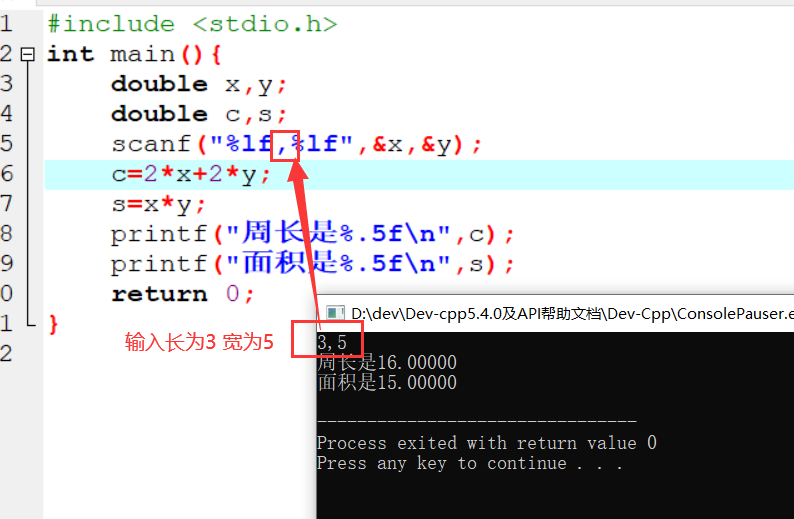 1 #include <stdio.h>
2 int main(){
3 double x,y;
4 double c,s;
5 scanf("%lf,%lf",&x,&y);
6 c=2*x+2*y;
7 s=x*y;
8 printf("周长是%.5f\n",c);
9 printf("面积是%.5f\n",s);
0 return 0;
1 }
2
输入长为3 宽为5
D:\dev\Dev-cpp5.4.0及API帮助文档\Dev-Cpp\ConsolePauser.e
3,5
周长是16.00000
面积是15.00000
--------------------------------
Process exited with return value 0
Press any key to continue . . .